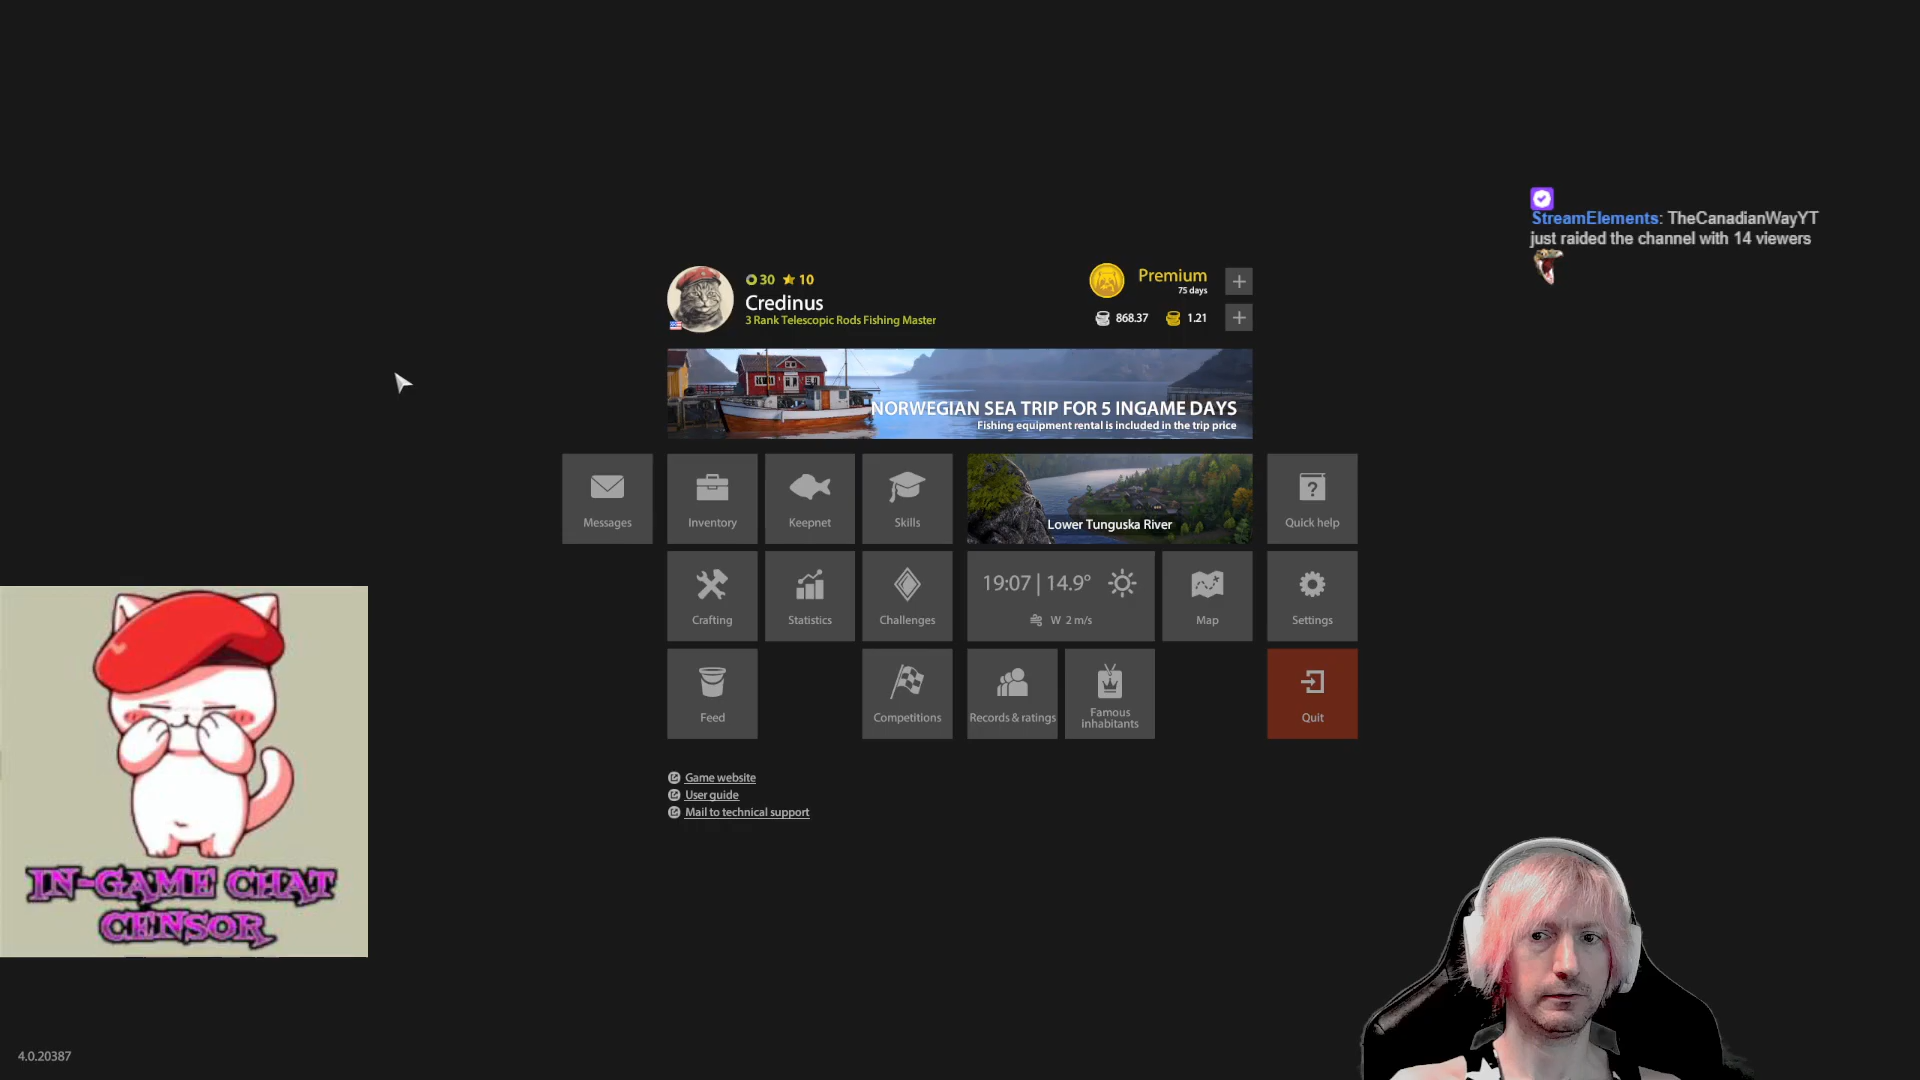 StreamElements: TheCanadianWayYT
just raided the channel with 14 viewers
30 10
Credinus
3 Rank Telescopic Rods Fishing Master
Premium
75 days
868.37 1.21
NORWEGIAN SEA TRIP FOR 5 INGAME DAYS
Fishing equipment rental is included in the trip price
Messages
Inventory
Keepnet
Skills
Lower Tunguska River
Quick help
Crafting
Statistics
Challenges
19:07 | 14.9°
W 2 m/s
Map
Settings
Feed
Competitions
Records & ratings
Famous
inhabitants
Quit
Game website
User guide
Mail to technical support
IN-GAME CHAT
CENSOR
4.0.20387